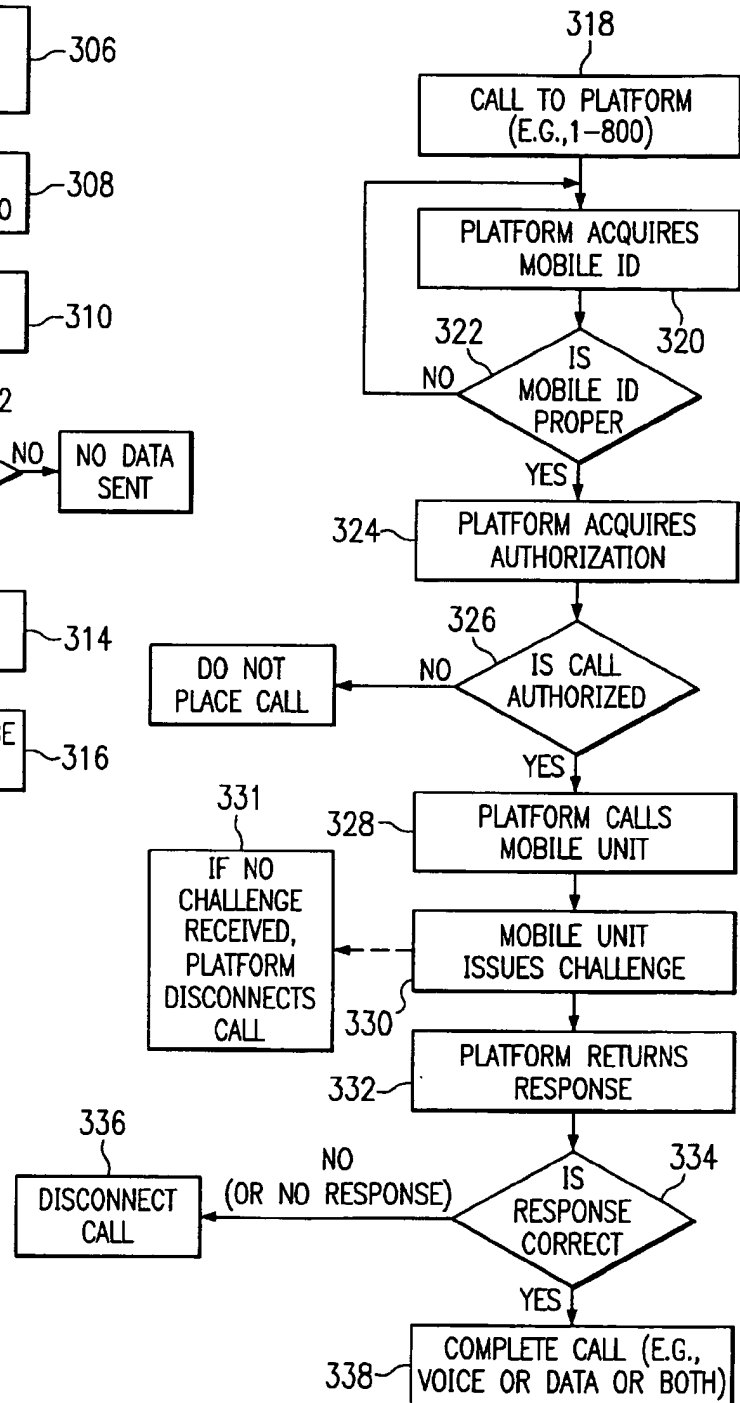 306
308
0
310
2
NO
NO DATA
SENT
314
E
316
318
CALL TO PLATFORM
(E.G.,1-800)
PLATFORM ACQUIRES
MOBILE ID
320
322
IS
MOBILE ID
PROPER
NO
YES
324
PLATFORM ACQUIRES
AUTHORIZATION
326
IS CALL
AUTHORIZED
NO
DO NOT
PLACE CALL
YES
328
PLATFORM CALLS
MOBILE UNIT
331
IF NO
CHALLENGE
RECEIVED,
PLATFORM
DISCONNECTS
CALL
MOBILE UNIT
ISSUES CHALLENGE
330
PLATFORM RETURNS
RESPONSE
332
334
IS
RESPONSE
CORRECT
NO
(OR NO RESPONSE)
336
DISCONNECT
CALL
YES
COMPLETE CALL (E.G.,
VOICE OR DATA OR BOTH)
338